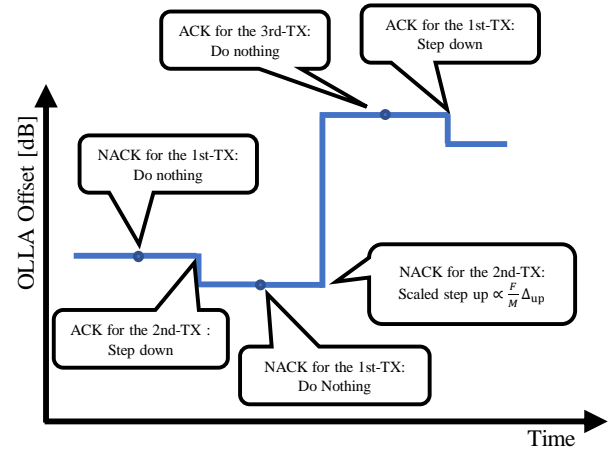 ACK for the 3rd-TX:
Do nothing
ACK for the 1st-TX:
Step down
OLLA Offset [dB]
NACK for the 1st-TX:
Do nothing
NACK for the 2nd-TX:
Scaled step up ∝ F/M Δup
ACK for the 2nd-TX :
Step down
NACK for the 1st-TX:
Do Nothing
Time